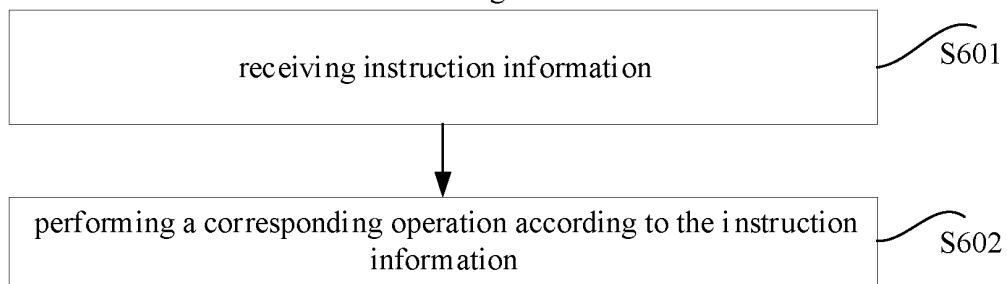 receiving instruction information
S601
performing a corresponding operation according to the instruction
information
S602